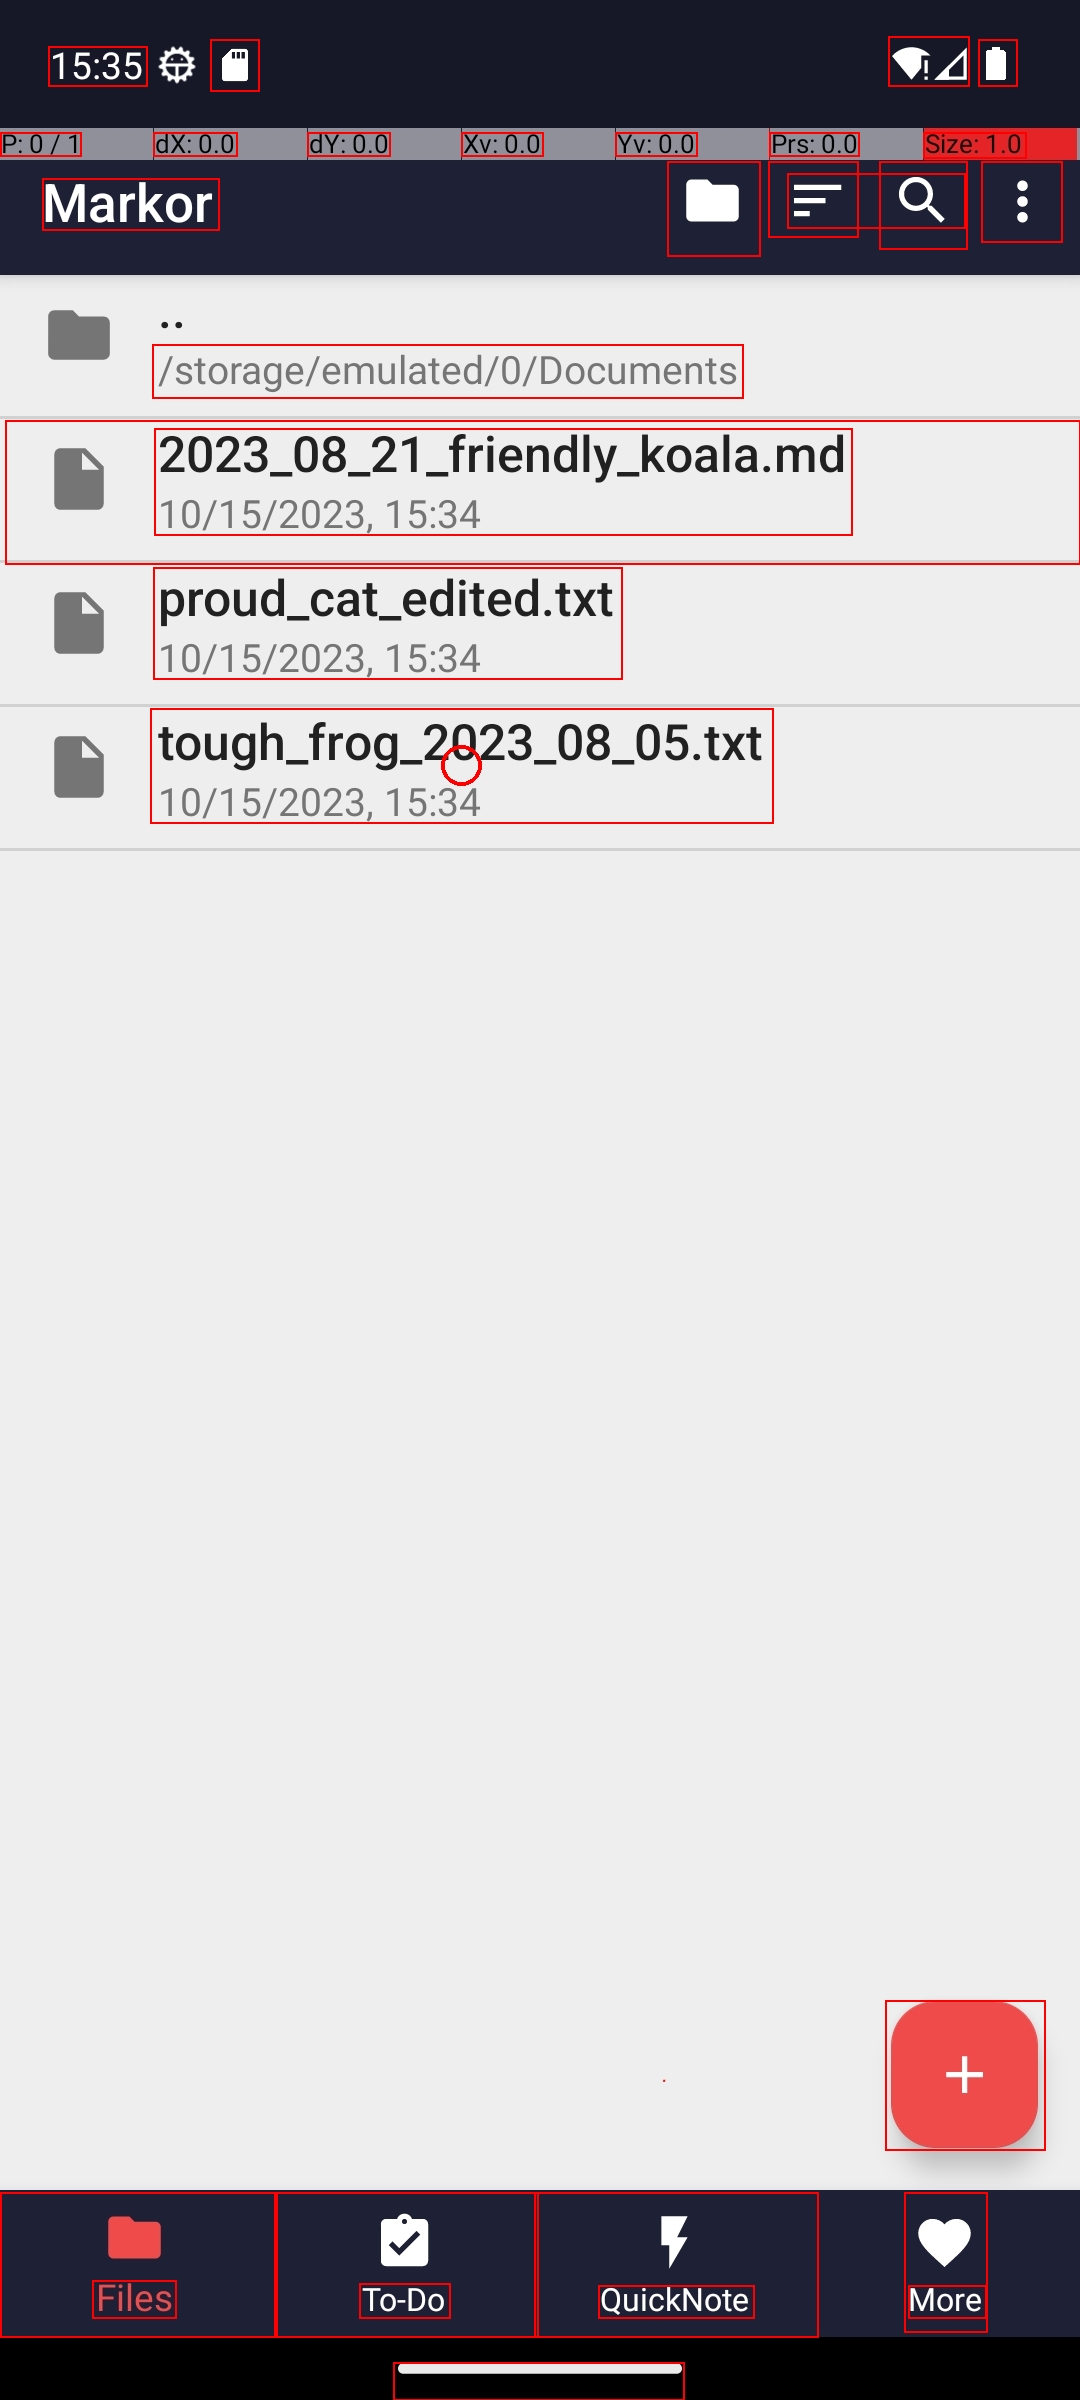 15:35
P: 0 / 1 dX: 0.0 dY: 0.0 Xv: 0.0 Yv: 0.0 Prs: 0.0 Size: 1.0
Markor
..
/storage/emulated/0/Documents
2023_08_21_friendly_koala.md
10/15/2023, 15:34
proud_cat_edited.txt
10/15/2023, 15:34
tough_frog_2023_08_05.txt
10/15/2023, 15:34
Files To-Do QuickNote More